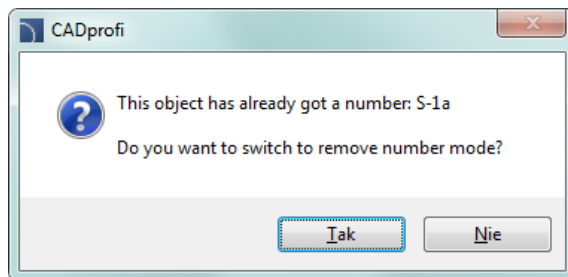 CADprofi
This object has already got a number: S-1a
Do you want to switch to remove number mode?
Tak
Nie